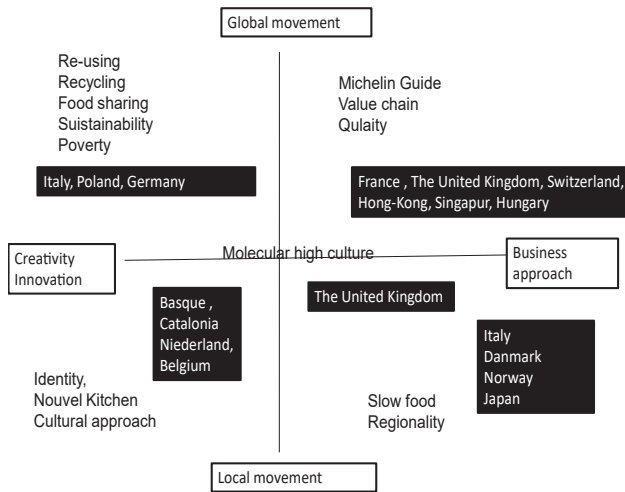 Global movement
Re-using
Recycling
Food sharing
Suistainability
Poverty
Michelin Guide
Value chain
Qulaity
Italy, Poland, Germany
France , The United Kingdom, Switzerland,
Hong-Kong, Singapur, Hungary
Creativity
Innovation
Molecular high culture
Business
approach
Basque ,
Catalonia
Niederland,
Belgium
The United Kingdom
Italy
Danmark
Norway
Japan
Identity,
Nouvel Kitchen
Cultural approach
Slow food
Regionality
Local movement